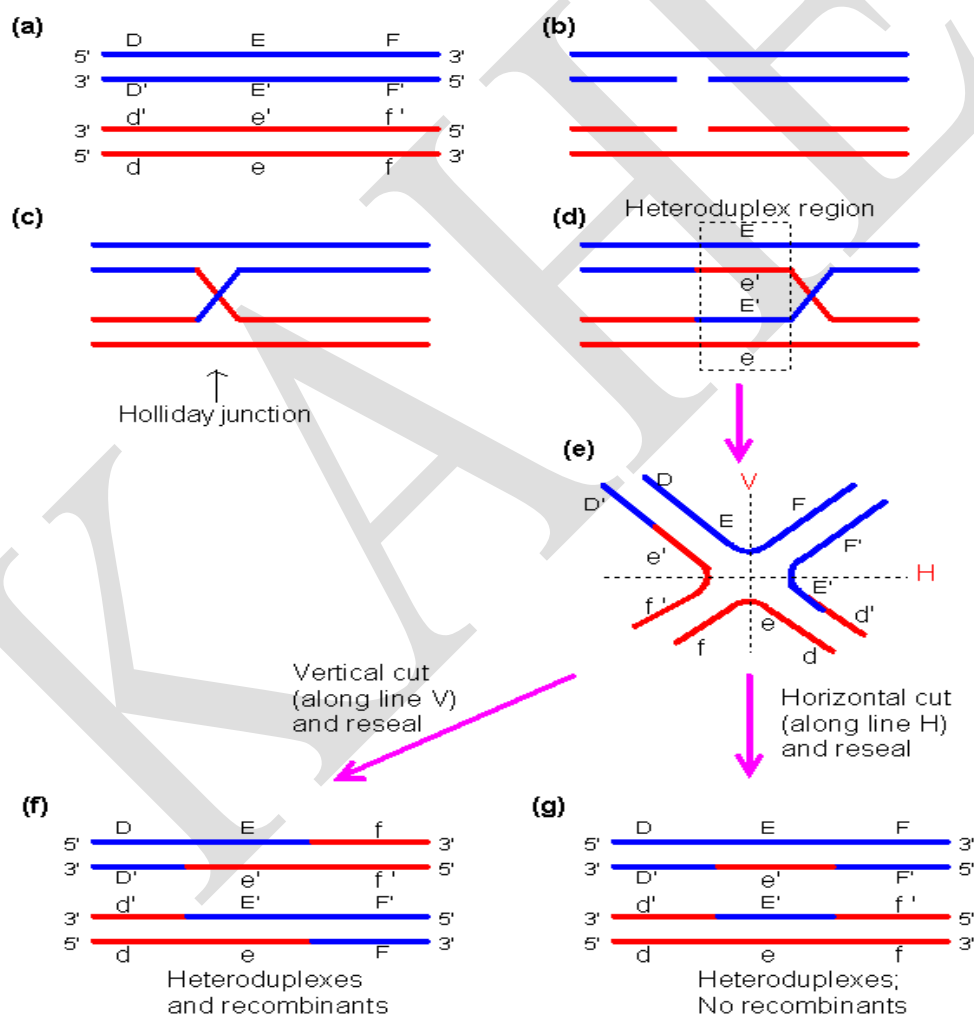 (a)
D E F
5' 3'
3' 5'
D' E' F'
d' e' f'
3' 5'
5' 3'
d e f
(b)
(c)
Holliday junction
(d)
Heteroduplex region
E
e'
E'
e
(e)
V
D' D E F F'
e' E'
H
f' f e d d'
Vertical cut
(along line V)
and reseal
Horizontal cut
(along line H)
and reseal
(f)
D E f
5' 3'
3' 5'
D' e' f'
d' E' F'
3' 5'
5' 3'
d e F
Heteroduplexes
and recombinants
(g)
D E F
5' 3'
3' 5'
D' e' F'
d' E' f'
3' 5'
5' 3'
d e f
Heteroduplexes;
No recombinants
KAHE